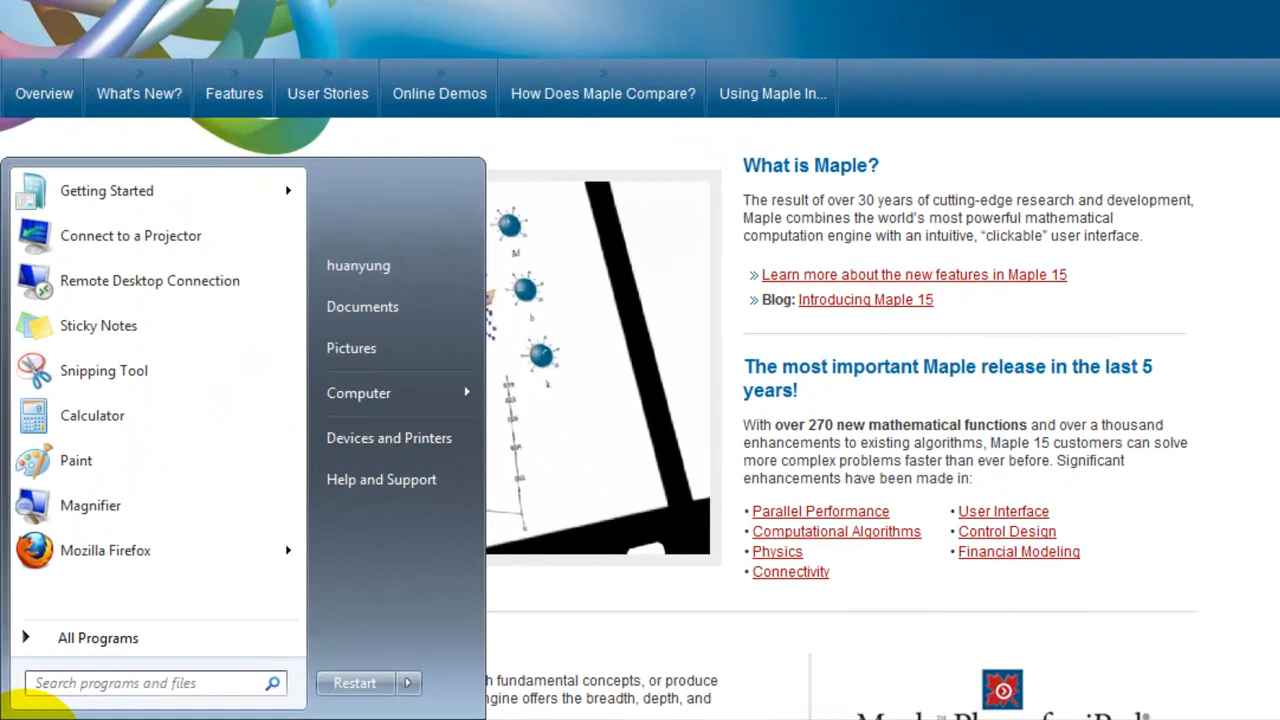 Overview
What's New?
Features
User Stories
Online Demos
How Does Maple Compare?
Using Maple In...
Getting Started
Connect to a Projector
Remote Desktop Connection
Sticky Notes
Snipping Tool
Calculator
Paint
Magnifier
Mozilla Firefox
All Programs
Search programs and files
huanyung
Documents
Pictures
Computer
Devices and Printers
Help and Support
Restart
M
What is Maple?
The result of over 30 years of cutting-edge research and development,
Maple combines the world's most powerful mathematical
computation engine with an intuitive, “clickable” user interface.
» Learn more about the new features in Maple 15
» Blog: Introducing Maple 15
The most important Maple release in the last 5
years!
With over 270 new mathematical functions and over a thousand
enhancements to existing algorithms, Maple 15 customers can solve
more complex problems faster than ever before. Significant
enhancements have been made in:
• Parallel Performance
• Computational Algorithms
• Physics
• Connectivity
• User Interface
• Control Design
• Financial Modeling
h fundamental concepts, or produce
ngine offers the breadth, depth, and